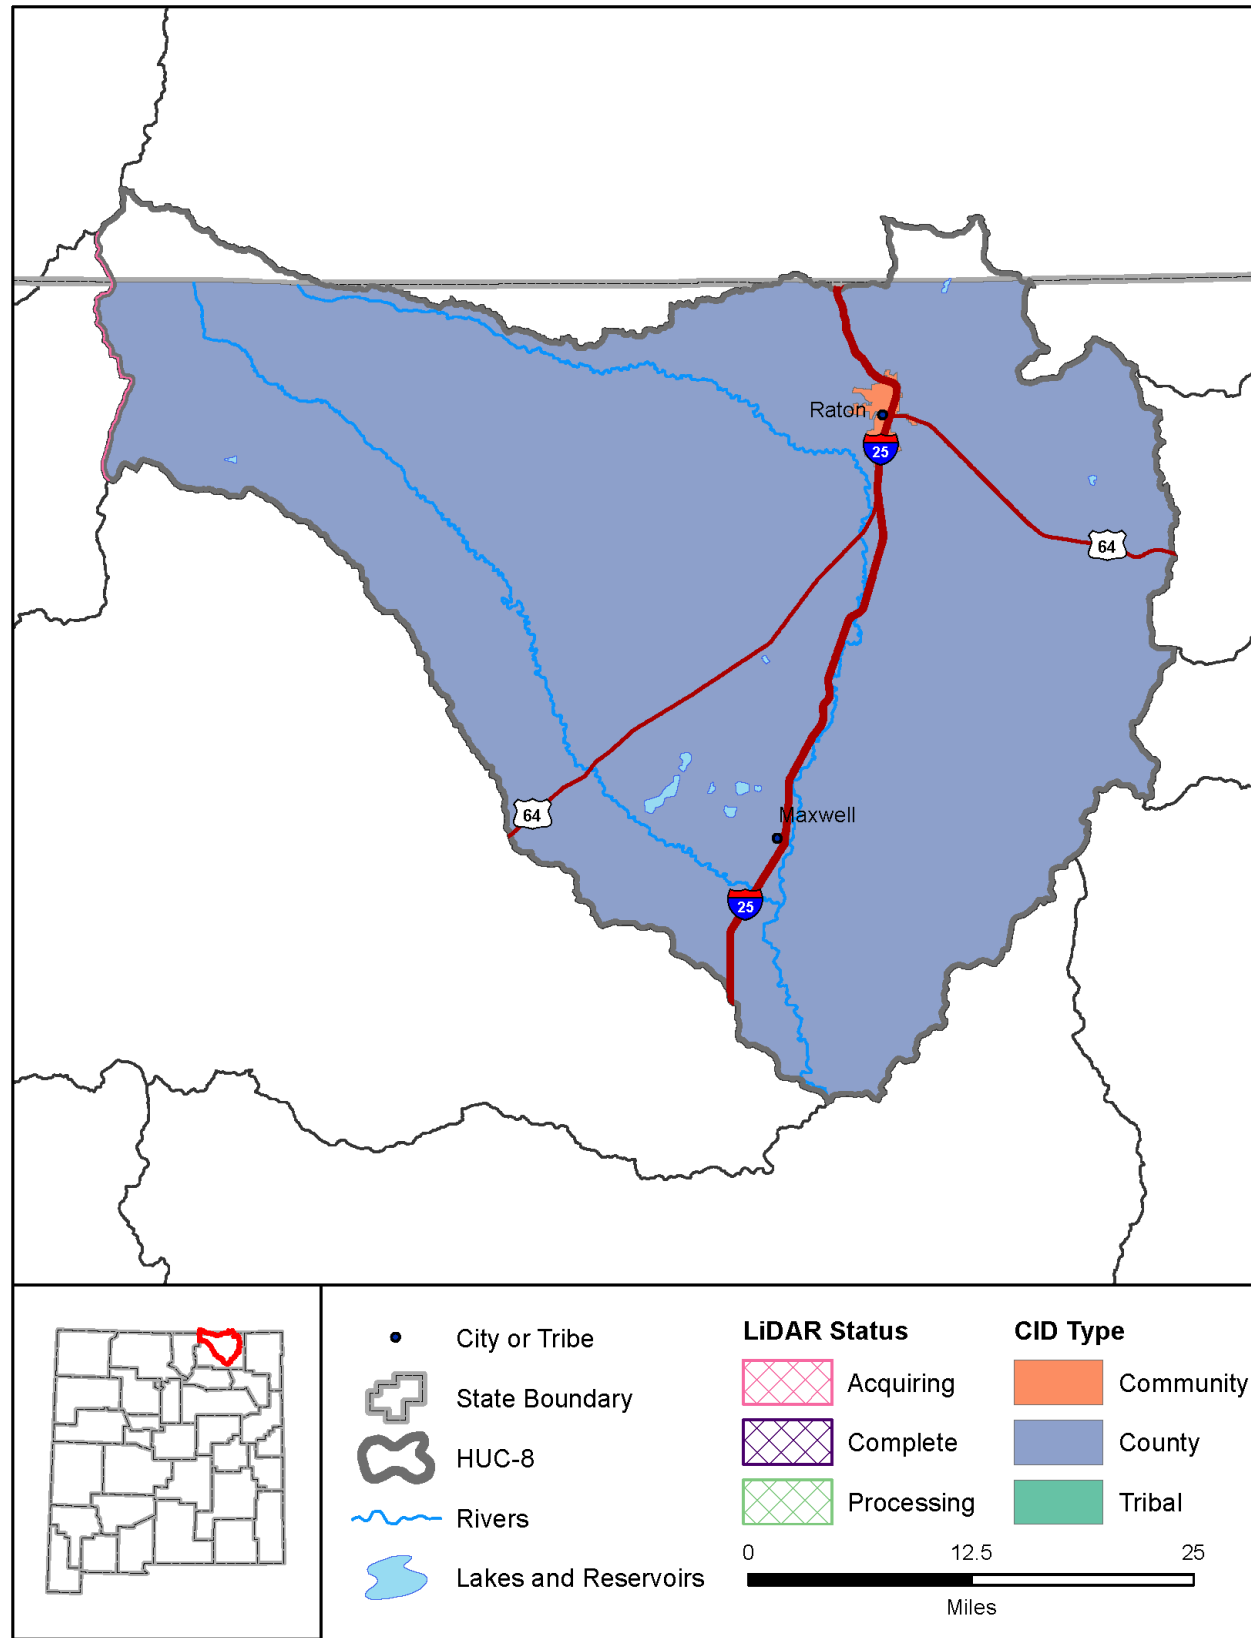 Raton
25
64
64
Maxwell
25
City or Tribe
State Boundary
HUC-8
Rivers
Lakes and Reservoirs
LiDAR Status
Acquiring
Complete
Processing
CID Type
Community
County
Tribal
0 12.5 25
Miles